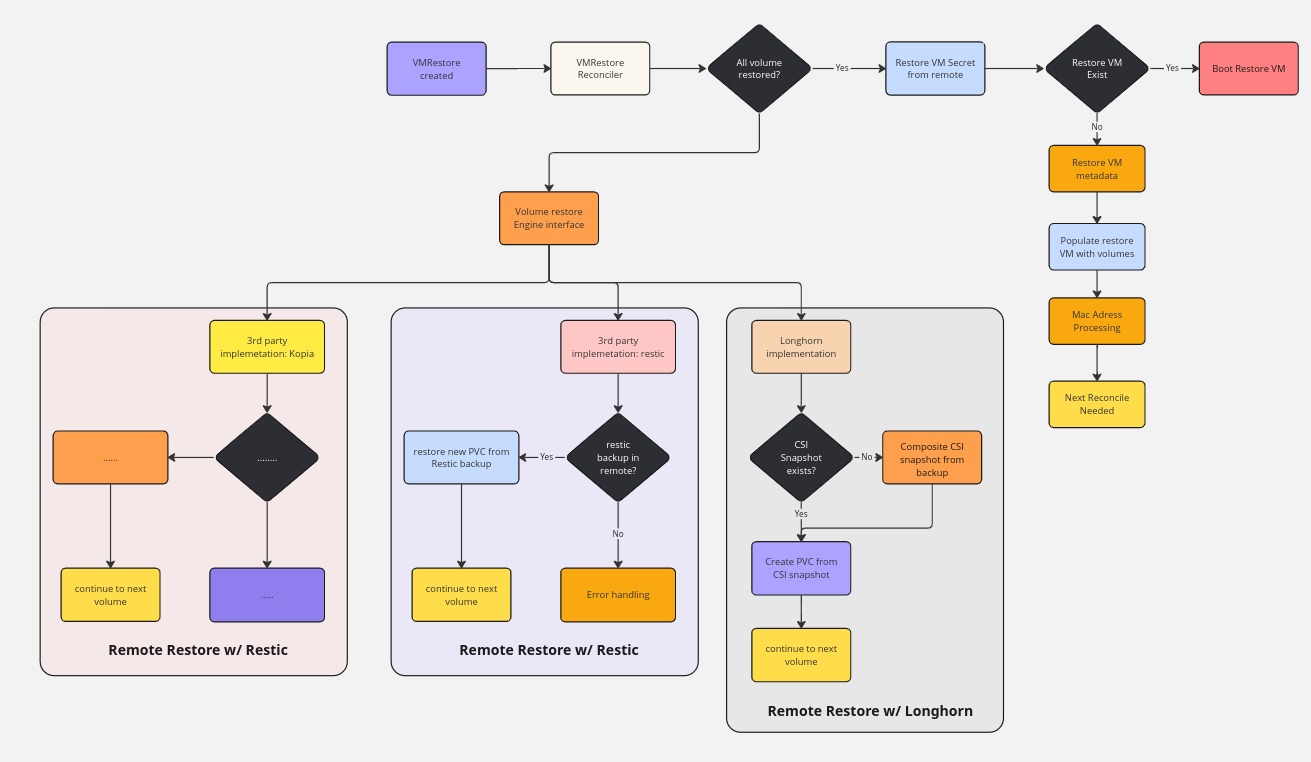 VMRestore
created
VMRestore
Reconciler
All volume
restored?
Yes
Restore VM Secret
from remote
Restore VM
Exist
Yes
Boot Restore VM
No
Restore VM
metadata
Populate restore
VM with volumes
Mac Adress
Processing
Next Reconcile
Needed
Volume restore
Engine interface
3rd party
implemetation: Kopia
........
......
continue to next
volume
.....
Remote Restore w/ Restic
3rd party
implemetation: restic
restic
backup in
remote?
Yes
restore new PVC from
Restic backup
No
continue to next
volume
Error handling
Remote Restore w/ Restic
Longhorn
implementation
CSI
Snapshot
exists?
No
Composite CSI
snapshot from
backup
Yes
Create PVC from
CSI snapshot
continue to next
volume
Remote Restore w/ Longhorn